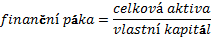 finanční páka = celková aktiva / vlastní kapitál